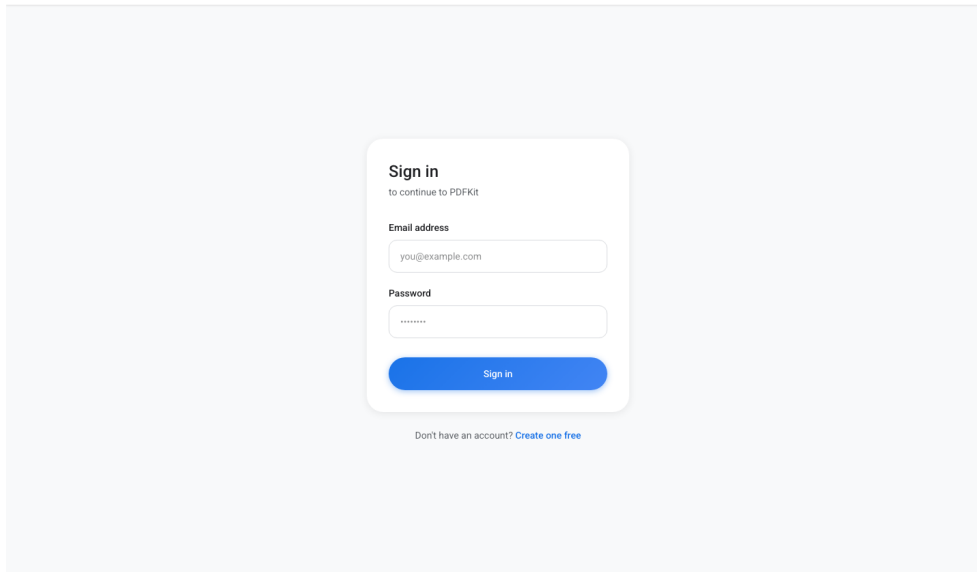 Sign in
to continue to PDFKit
Email address
you@example.com
Password
••••••••
Sign in
Don't have an account? Create one free